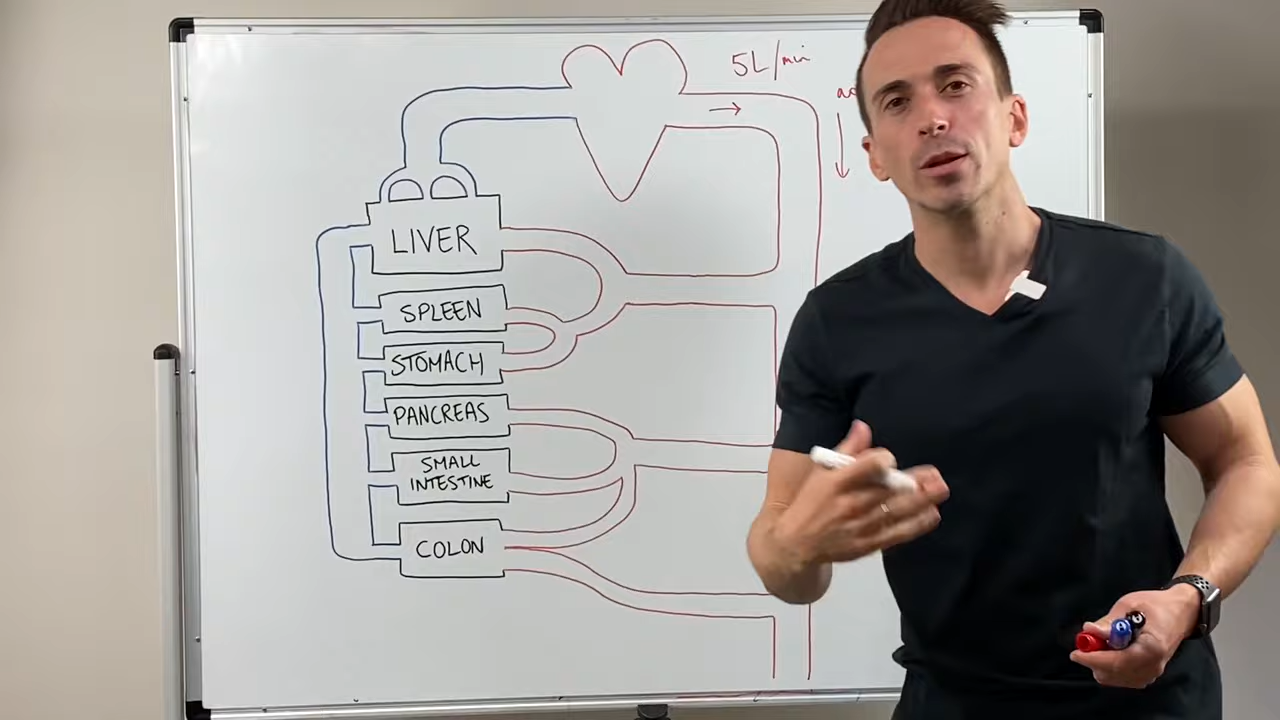 5L/min
LIVER
SPLEEN
STOMACH
PANCREAS
SMALL
INTESTINE
COLON